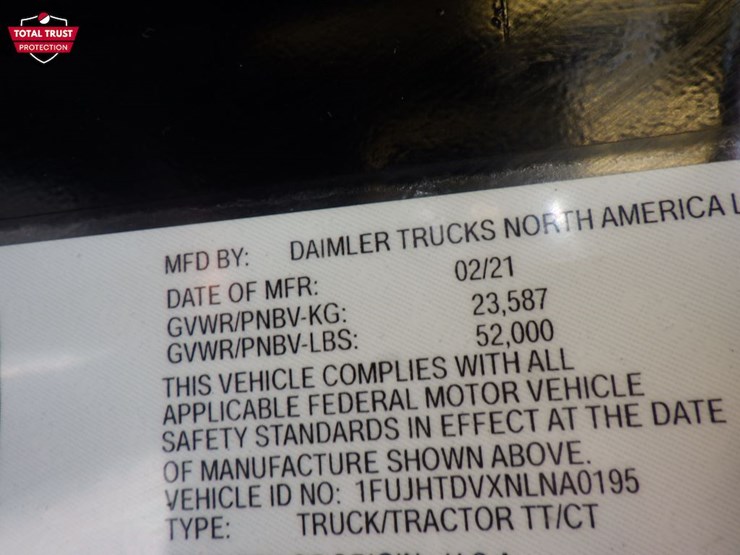 TOTAL TRUST
PROTECTION
MFD BY: DAIMLER TRUCKS NORTH AMERICA L
DATE OF MFR: 02/21
GVWR/PNBV-KG: 23,587
GVWR/PNBV-LBS: 52,000
THIS VEHICLE COMPLIES WITH ALL
APPLICABLE FEDERAL MOTOR VEHICLE
SAFETY STANDARDS IN EFFECT AT THE DATE
OF MANUFACTURE SHOWN ABOVE.
VEHICLE ID NO: 1FUJHTDVXNLNA0195
TYPE: TRUCK/TRACTOR TT/CT